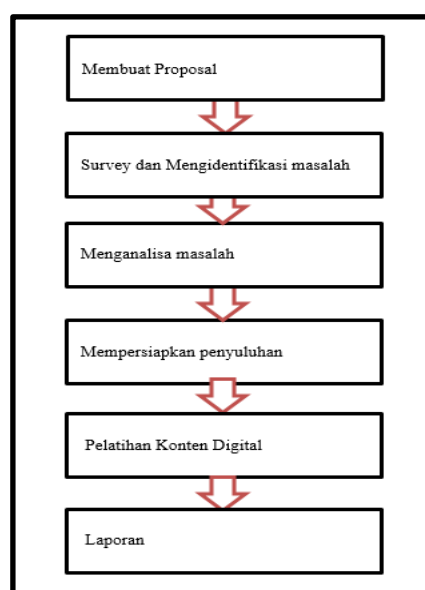 Membuat Proposal
Survey dan Mengidentifikasi masalah
Menganalisa masalah
Mempersiapkan penyuluhan
Pelatihan Konten Digital
Laporan